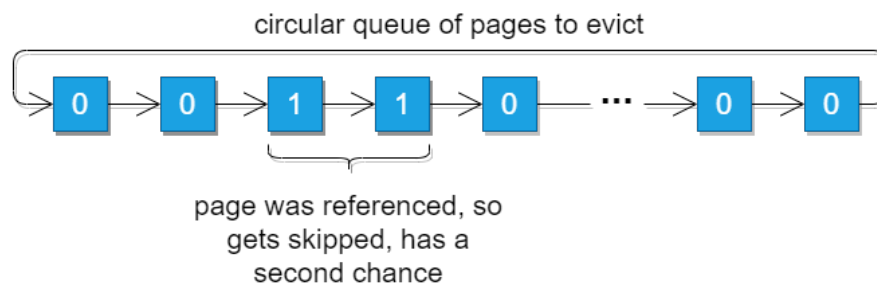 circular queue of pages to evict
0 0 1 1 0 ... 0 0
page was referenced, so
gets skipped, has a
second chance